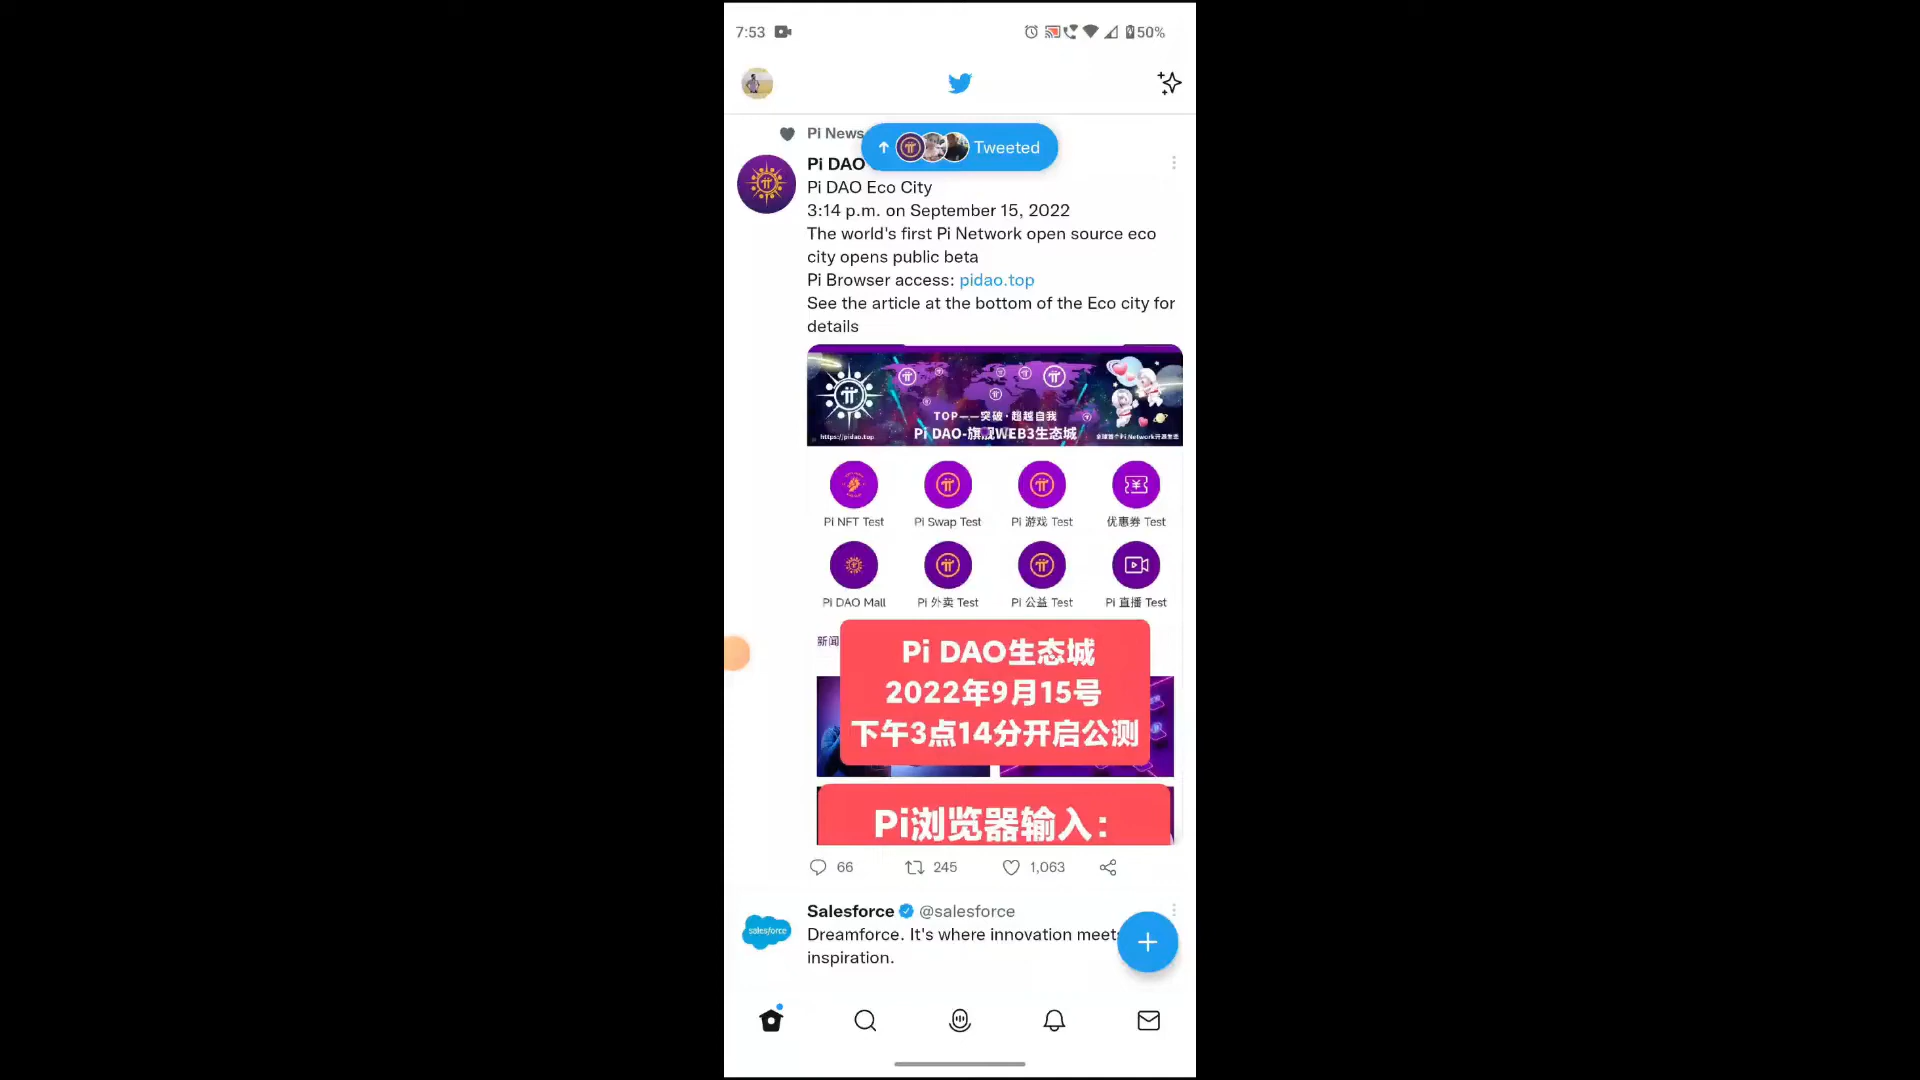 7:53
50%
Pi News
Tweeted
Pi DAO
Pi DAO Eco City
3:14 p.m. on September 15, 2022
The world's first Pi Network open source eco
city opens public beta
Pi Browser access: pidao.top
See the article at the bottom of the Eco city for
details
TOP——突破·超越自我
Pi DAO-旗舰WEB3生态城
https://pidao.top
Pi NFT Test
Pi Swap Test
Pi 游戏 Test
优惠券 Test
Pi DAO Mall
Pi 外卖 Test
Pi 公益 Test
Pi 直播 Test
新闻
Pi DAO生态城
2022年9月15号
下午3点14分开启公测
Pi浏览器输入：
66
245
1,063
salesforce
Salesforce @salesforce
Dreamforce. It's where innovation meets
inspiration.